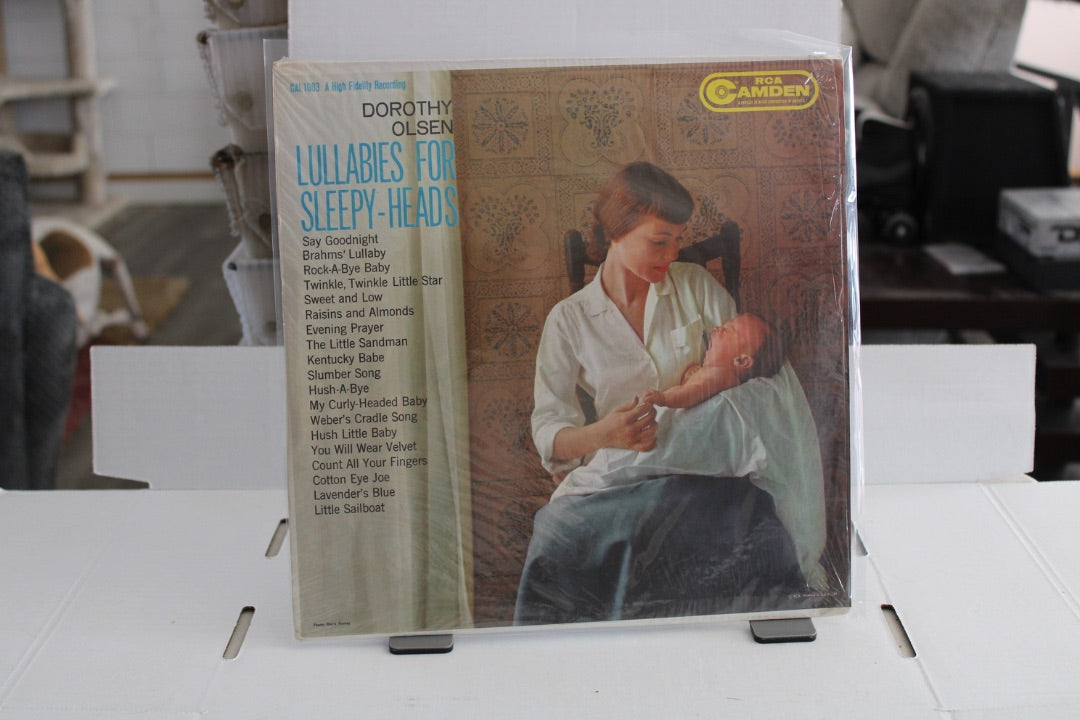 CAL 1003 A High Fidelity Recording
DOROTHY
OLSEN
LULLABIES FOR
SLEEPY-HEADS
Say Goodnight
Brahms' Lullaby
Rock-A-Bye Baby
Twinkle, Twinkle Little Star
Sweet and Low
Raisins and Almonds
Evening Prayer
The Little Sandman
Kentucky Babe
Slumber Song
Hush-A-Bye
My Curly-Headed Baby
Weber's Cradle Song
Hush Little Baby
You Will Wear Velvet
Count All Your Fingers
Cotton Eye Joe
Lavender's Blue
Little Sailboat
RCA
CAMDEN